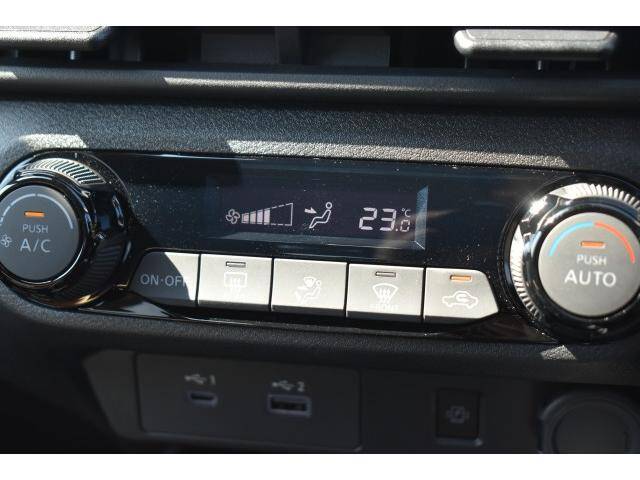 23.0 °C
PUSH
A/C
ON·OFF
FRONT
PUSH
AUTO
1
2